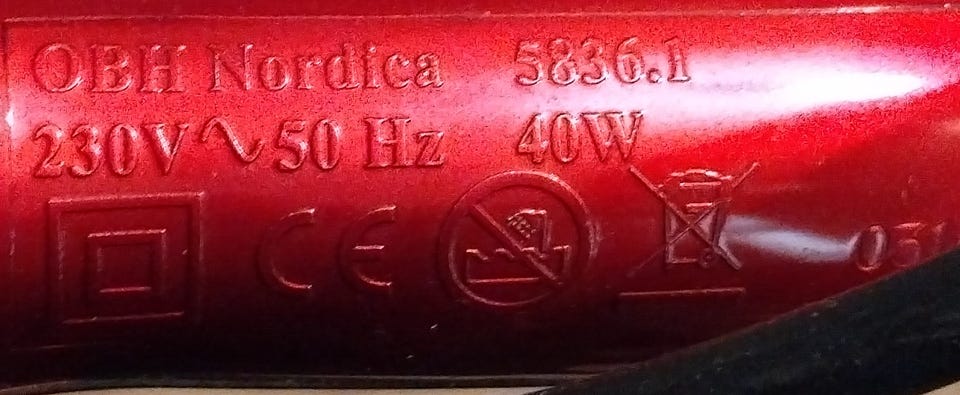 OBH Nordica 5836.1
230V~50 Hz 40W
CE